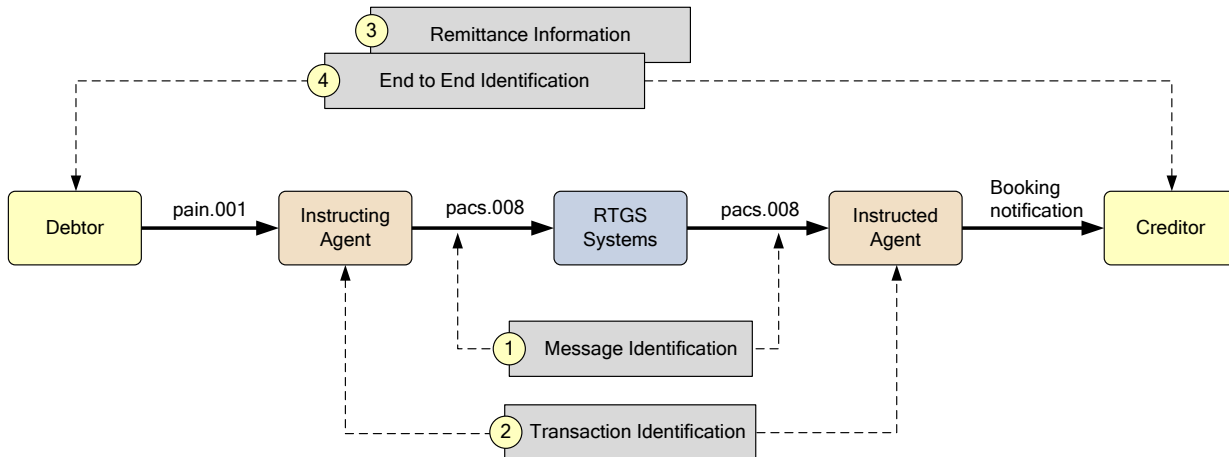 3
Remittance Information
4
End to End Identification
Debtor
pain.001
Instructing
Agent
pacs.008
RTGS
Systems
pacs.008
Instructed
Agent
Booking
notification
Creditor
1
Message Identification
2
Transaction Identification